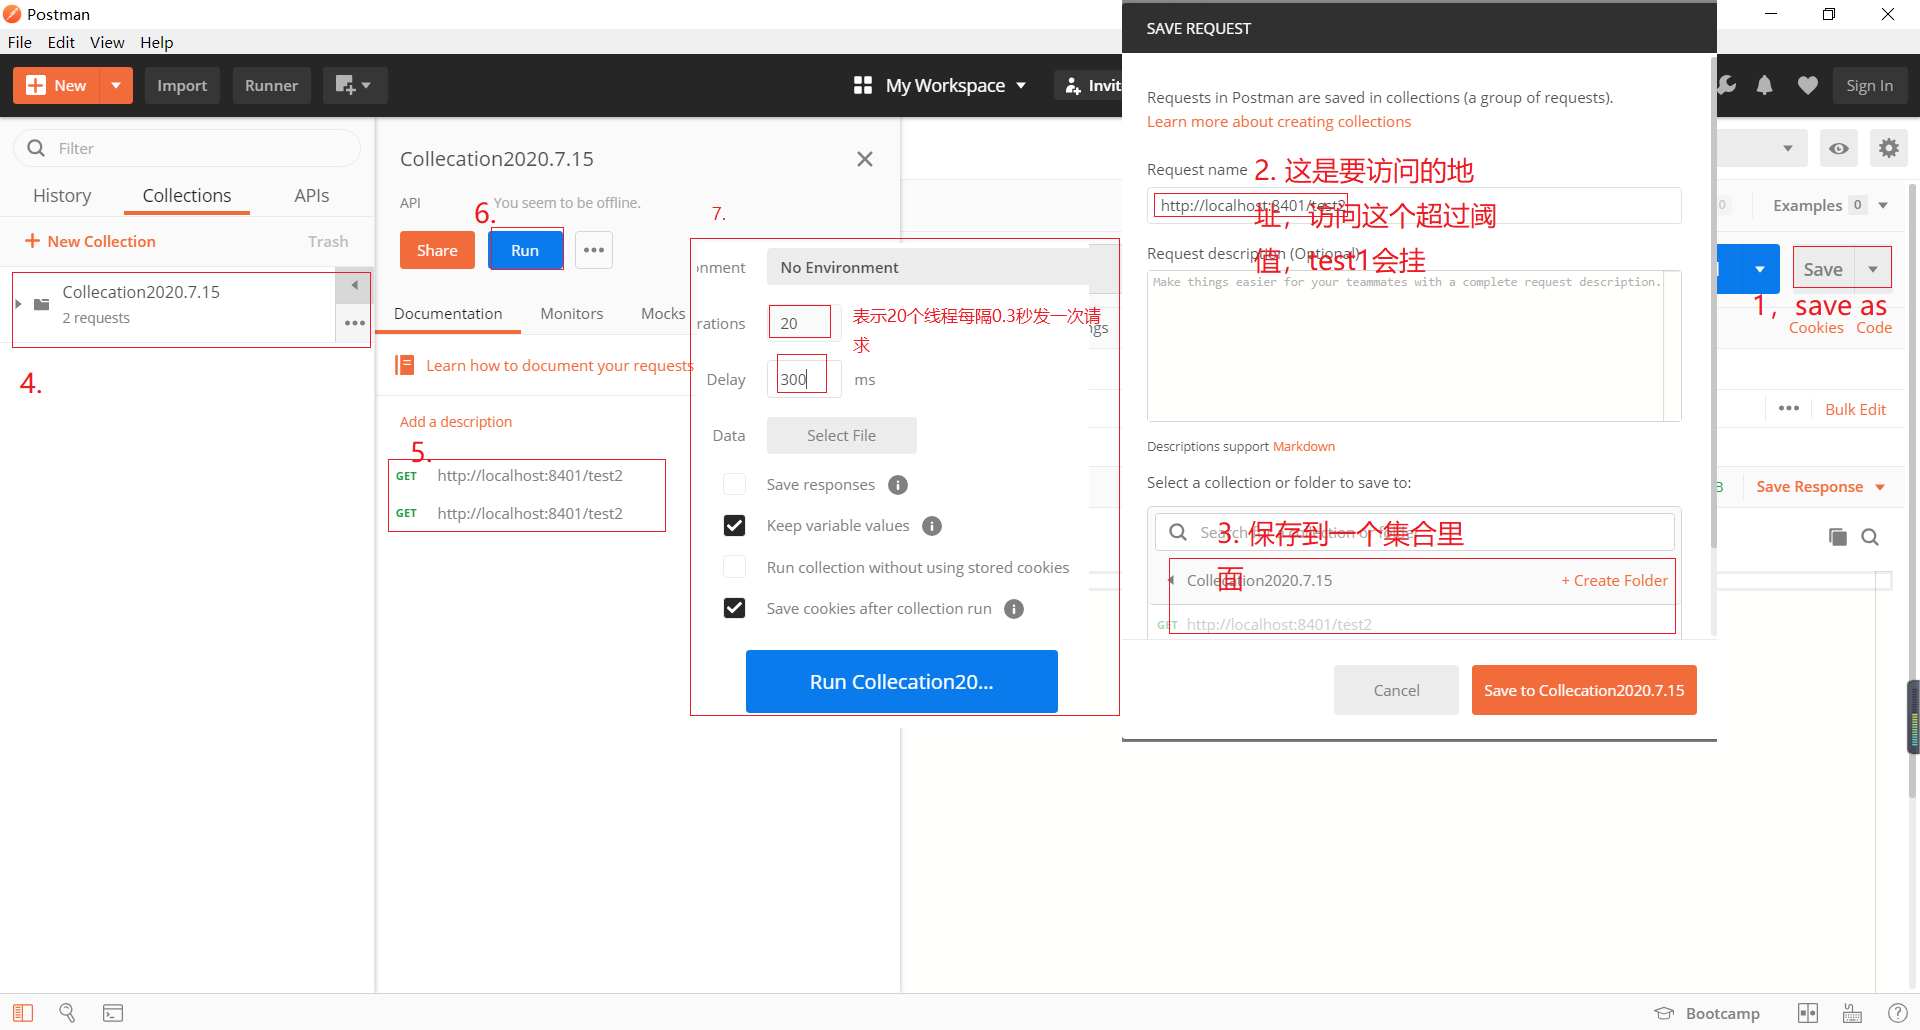 Postman
File Edit View Help
New
Import
Runner
My Workspace
Invit
Sign In
Filter
History Collections APIs
+ New Collection Trash
Collecation2020.7.15
2 requests
4.
Collecation2020.7.15
API
6.
You seem to be offline.
Share
Run
Documentation Monitors Mocks
Learn how to document your requests
Add a description
5.
GET http://localhost:8401/test2
GET http://localhost:8401/test2
7.
onment No Environment
rations 20
表示20个线程每隔0.3秒发一次请
求
Delay 300 ms
Data Select File
Save responses
Keep variable values
Run collection without using stored cookies
Save cookies after collection run
Run Collecation20...
SAVE REQUEST
Requests in Postman are saved in collections (a group of requests).
Learn more about creating collections
Request name
2. 这是要访问的地
址，访问这个超过阈
值，test1会挂
http://localhost:8401/test2
Request description (Optional)
Make things easier for your teammates with a complete request description.
Descriptions support Markdown
Select a collection or folder to save to:
Search for a collection or folder
3. 保存到一个集合里
面
Collecation2020.7.15 + Create Folder
GET http://localhost:8401/test2
Cancel
Save to Collecation2020.7.15
0
Examples 0
Save
1，save as
ngs
Cookies Code
Bulk Edit
B
Save Response
Bootcamp